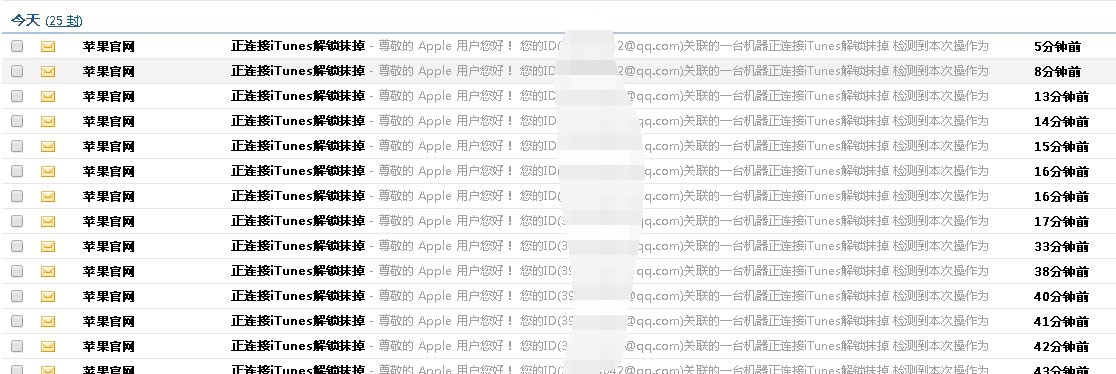 今天 (25 封)
苹果官网 正连接iTunes解锁抹掉 - 尊敬的 Apple 用户您好！ 您的ID( 2@qq.com)关联的一台机器正连接iTunes解锁抹掉 检测到本次操作为 5分钟前
苹果官网 正连接iTunes解锁抹掉 - 尊敬的 Apple 用户您好！ 您的ID( 2@qq.com)关联的一台机器正连接iTunes解锁抹掉 检测到本次操作为 8分钟前
苹果官网 正连接iTunes解锁抹掉 - 尊敬的 Apple 用户您好！ 您的ID( @qq.com)关联的一台机器正连接iTunes解锁抹掉 检测到本次操作为 13分钟前
苹果官网 正连接iTunes解锁抹掉 - 尊敬的 Apple 用户您好！ 您的ID( qq.com)关联的一台机器正连接iTunes解锁抹掉 检测到本次操作为 14分钟前
苹果官网 正连接iTunes解锁抹掉 - 尊敬的 Apple 用户您好！ 您的ID( qq.com)关联的一台机器正连接iTunes解锁抹掉 检测到本次操作为 15分钟前
苹果官网 正连接iTunes解锁抹掉 - 尊敬的 Apple 用户您好！ 您的ID( qq.com)关联的一台机器正连接iTunes解锁抹掉 检测到本次操作为 16分钟前
苹果官网 正连接iTunes解锁抹掉 - 尊敬的 Apple 用户您好！ 您的ID( qq.com)关联的一台机器正连接iTunes解锁抹掉 检测到本次操作为 16分钟前
苹果官网 正连接iTunes解锁抹掉 - 尊敬的 Apple 用户您好！ 您的ID( qq.com)关联的一台机器正连接iTunes解锁抹掉 检测到本次操作为 17分钟前
苹果官网 正连接iTunes解锁抹掉 - 尊敬的 Apple 用户您好！ 您的ID(3 qq.com)关联的一台机器正连接iTunes解锁抹掉 检测到本次操作为 33分钟前
苹果官网 正连接iTunes解锁抹掉 - 尊敬的 Apple 用户您好！ 您的ID(39 qq.com)关联的一台机器正连接iTunes解锁抹掉 检测到本次操作为 38分钟前
苹果官网 正连接iTunes解锁抹掉 - 尊敬的 Apple 用户您好！ 您的ID(39 @qq.com)关联的一台机器正连接iTunes解锁抹掉 检测到本次操作为 40分钟前
苹果官网 正连接iTunes解锁抹掉 - 尊敬的 Apple 用户您好！ 您的ID(39 @qq.com)关联的一台机器正连接iTunes解锁抹掉 检测到本次操作为 41分钟前
苹果官网 正连接iTunes解锁抹掉 - 尊敬的 Apple 用户您好！ 您的ID(39 @qq.com)关联的一台机器正连接iTunes解锁抹掉 检测到本次操作为 42分钟前
苹果官网 正连接iTunes解锁抹掉 - 尊敬的 Apple 用户您好！ 您的ID( 042@qq.com)关联的一台机器正连接iTunes解锁抹掉 检测到本次操作为 43分钟前